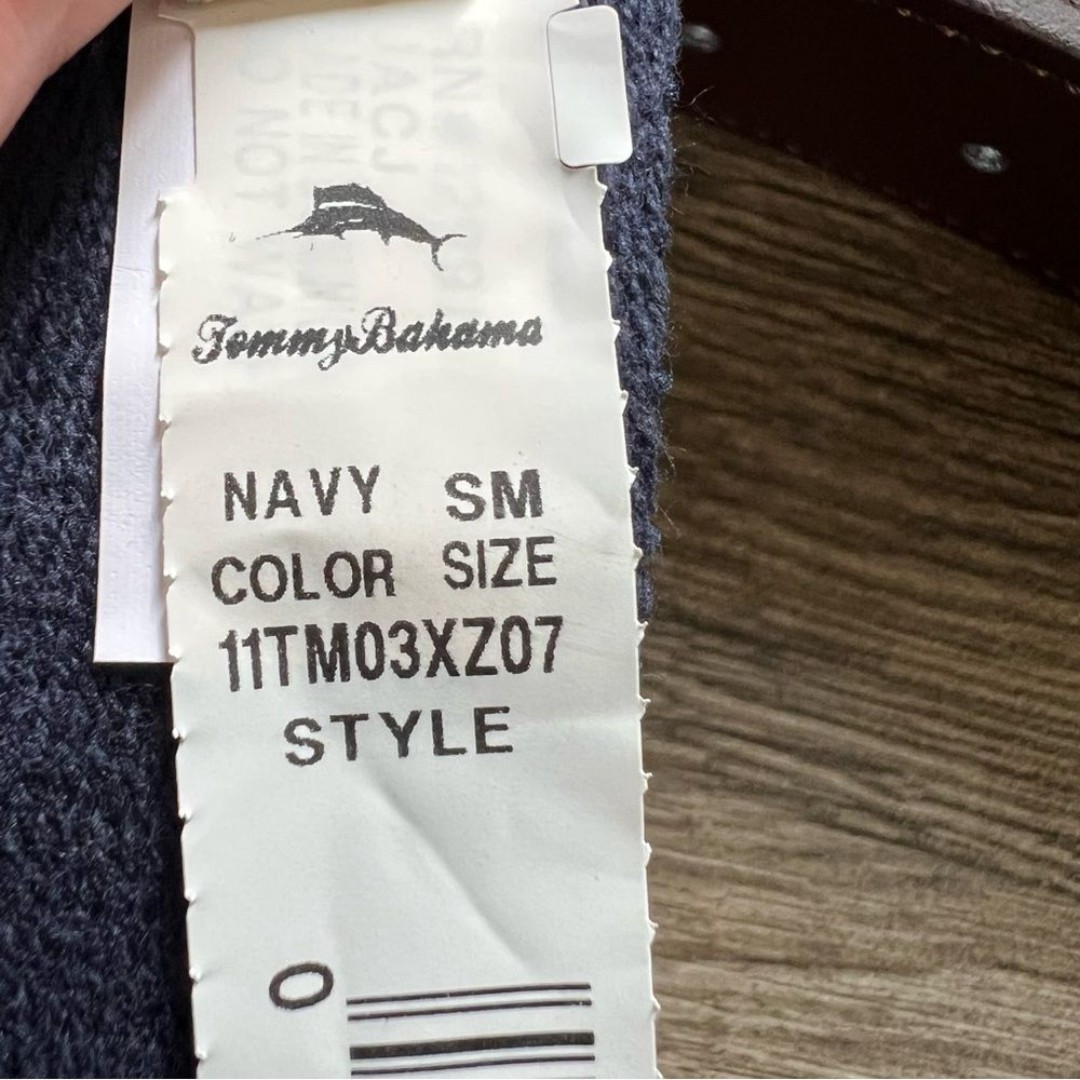 Tommy Bahama
NAVY SM
COLOR SIZE
11TM03XZ07
STYLE
0